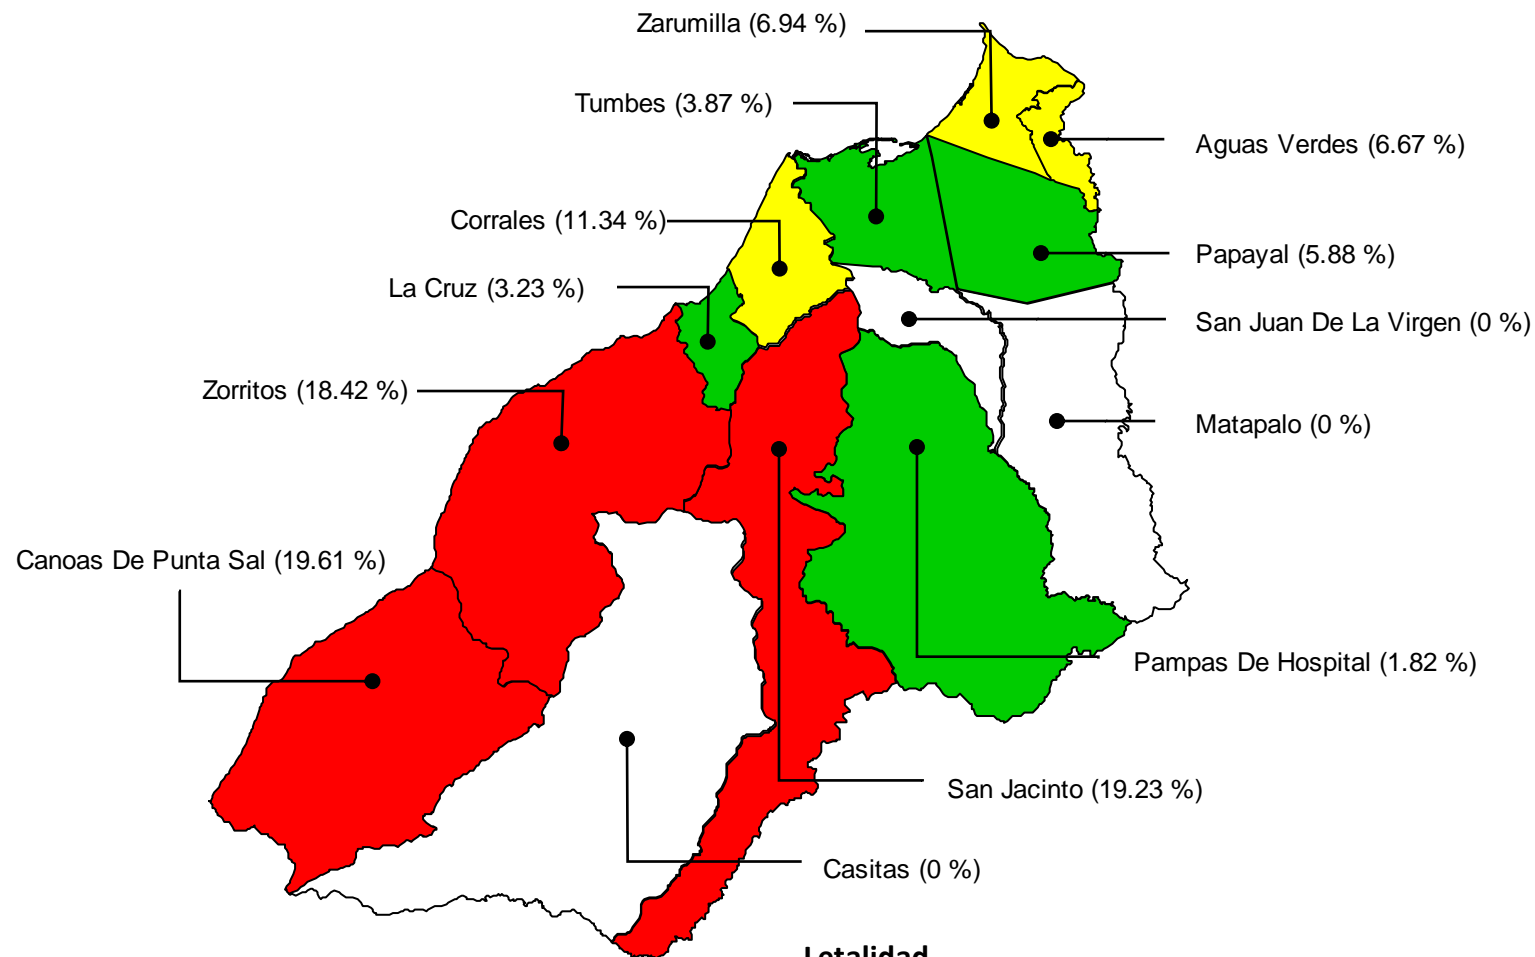 Zarumilla (6.94 %)
Tumbes (3.87 %)
Aguas Verdes (6.67 %)
Corrales (11.34 %)
Papayal (5.88 %)
La Cruz (3.23 %)
San Juan De La Virgen (0 %)
Zorritos (18.42 %)
Matapalo (0 %)
Canoas De Punta Sal (19.61 %)
Pampas De Hospital (1.82 %)
San Jacinto (19.23 %)
Casitas (0 %)
Letalidad